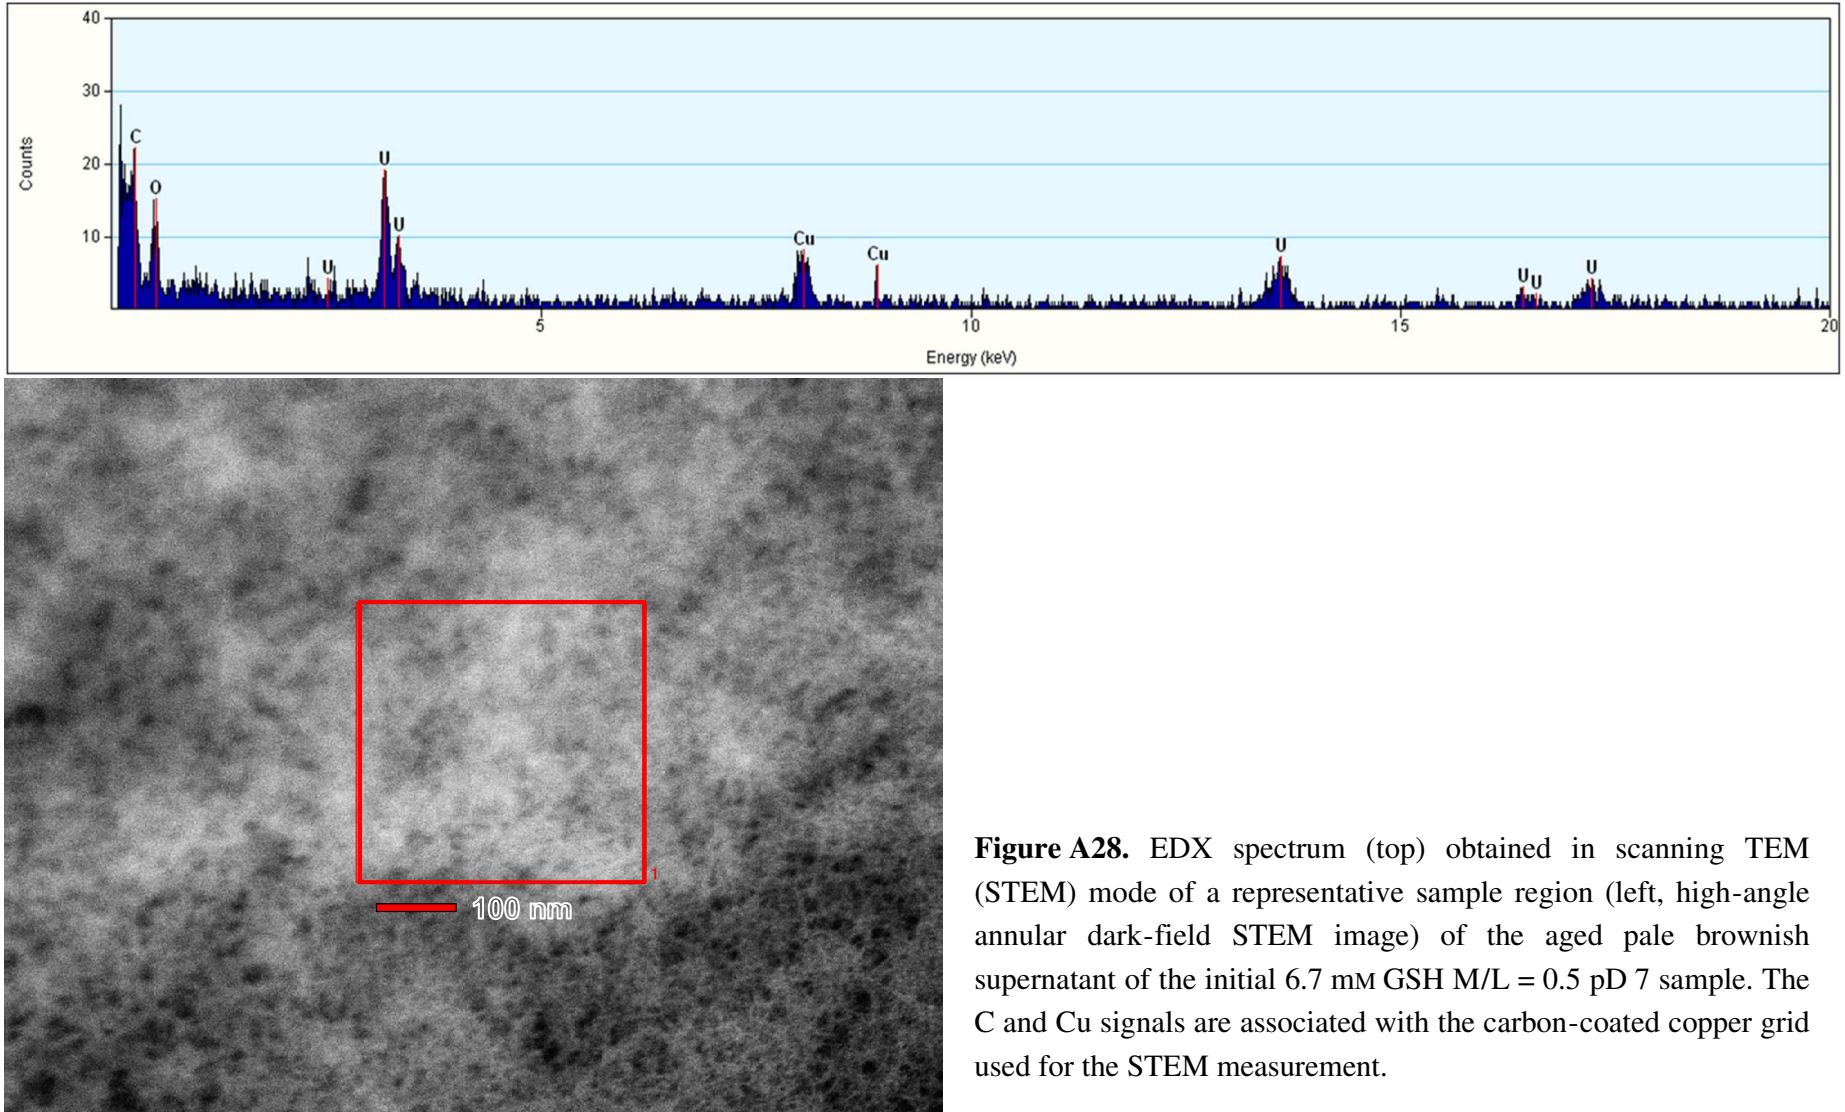 40
30
20
10
Counts
C
O
U
U
U
Cu
Cu
U
U
U
U
5
10
15
20
Energy (keV)
1
100 nm
Figure A28. EDX spectrum (top) obtained in scanning TEM
(STEM) mode of a representative sample region (left, high-angle
annular dark-field STEM image) of the aged pale brownish
supernatant of the initial 6.7 mM GSH M/L = 0.5 pD 7 sample. The
C and Cu signals are associated with the carbon-coated copper grid
used for the STEM measurement.